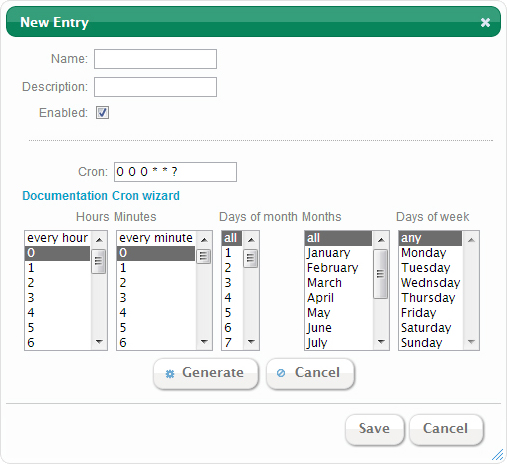 New Entry
Name:
Description:
Enabled:
Cron: 0 0 0 * * ?
Documentation Cron wizard
Hours Minutes Days of month Months Days of week
every hour every minute all all any
0 0 1 January Monday
1 1 2 February Tuesday
2 2 3 March Wednsday
3 3 4 April Thursday
4 4 5 May Friday
5 5 6 June Saturday
6 6 7 July Sunday
Generate Cancel
Save Cancel